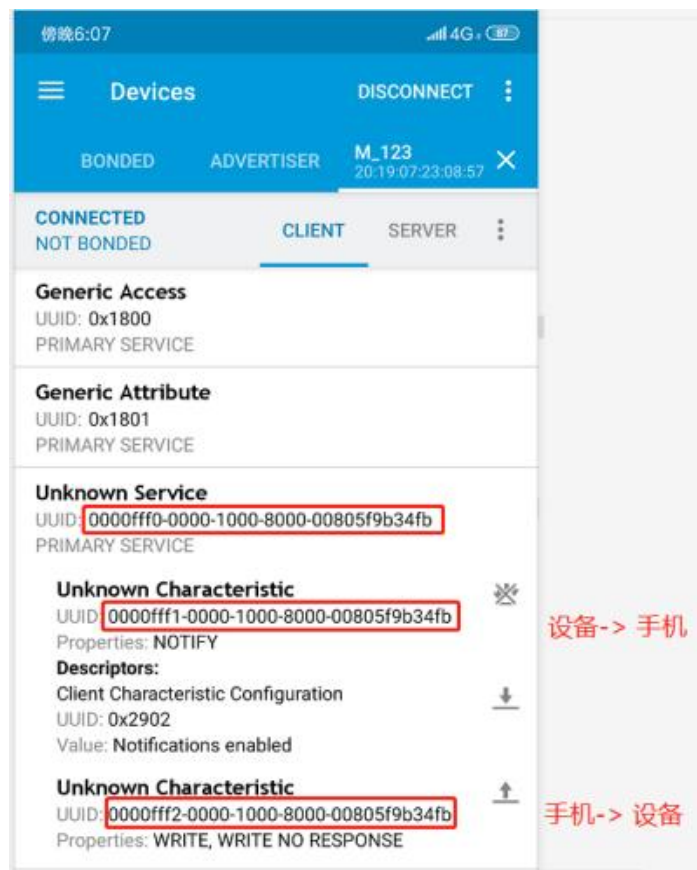 傍晚6:07
4G 87
Devices DISCONNECT
BONDED ADVERTISER M_123
20:19:07:23:08:57
CONNECTED
NOT BONDED
CLIENT SERVER
Generic Access
UUID: 0x1800
PRIMARY SERVICE
Generic Attribute
UUID: 0x1801
PRIMARY SERVICE
Unknown Service
UUID: 0000fff0-0000-1000-8000-00805f9b34fb
PRIMARY SERVICE
Unknown Characteristic
UUID: 0000fff1-0000-1000-8000-00805f9b34fb
Properties: NOTIFY
设备-> 手机
Descriptors:
Client Characteristic Configuration
UUID: 0x2902
Value: Notifications enabled
Unknown Characteristic
UUID: 0000fff2-0000-1000-8000-00805f9b34fb
Properties: WRITE, WRITE NO RESPONSE
手机-> 设备